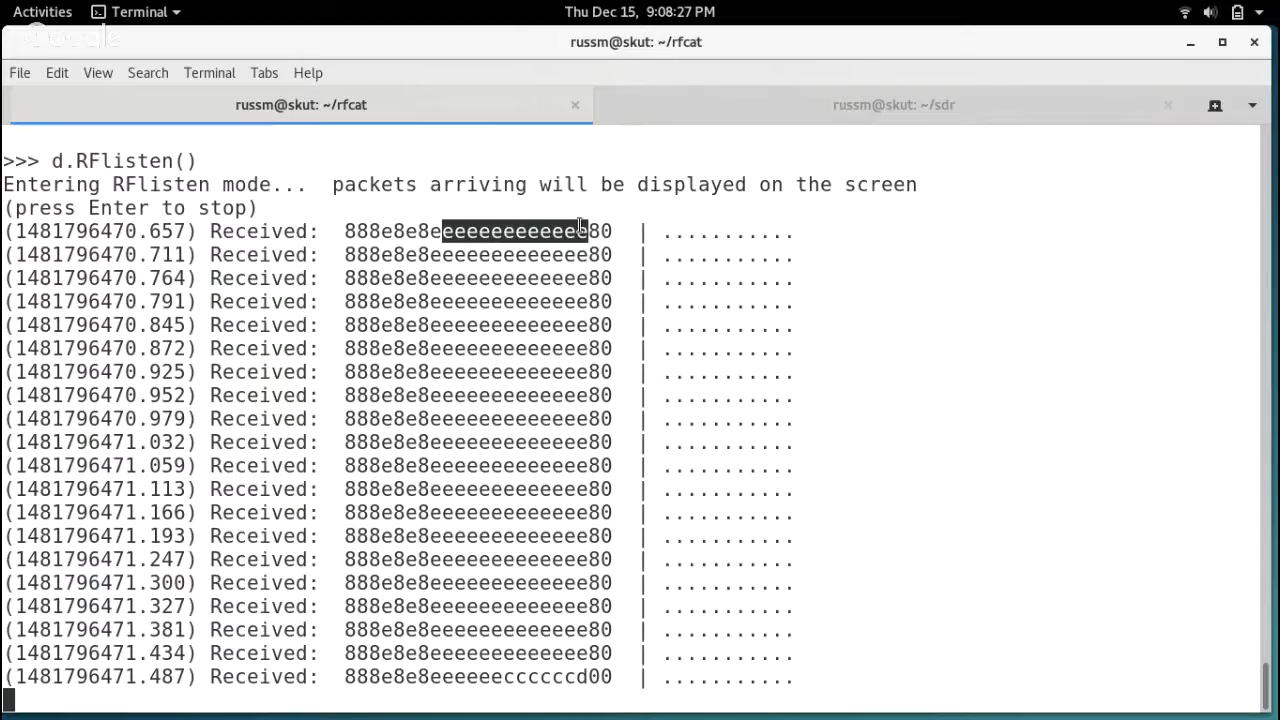 Activities Terminal Thu Dec 15, 9:08:27 PM
russm@skut: ~/rfcat
File Edit View Search Terminal Tabs Help
russm@skut: ~/rfcat × russm@skut: ~/sdr ×
>>> d.RFlisten()
Entering RFlisten mode...  packets arriving will be displayed on the screen
(press Enter to stop)
(1481796470.657) Received:  888e8e8eeeeeeeeeeeee80  | ...........
(1481796470.711) Received:  888e8e8eeeeeeeeeeeee80  | ...........
(1481796470.764) Received:  888e8e8eeeeeeeeeeeee80  | ...........
(1481796470.791) Received:  888e8e8eeeeeeeeeeeee80  | ...........
(1481796470.845) Received:  888e8e8eeeeeeeeeeeee80  | ...........
(1481796470.872) Received:  888e8e8eeeeeeeeeeeee80  | ...........
(1481796470.925) Received:  888e8e8eeeeeeeeeeeee80  | ...........
(1481796470.952) Received:  888e8e8eeeeeeeeeeeee80  | ...........
(1481796470.979) Received:  888e8e8eeeeeeeeeeeee80  | ...........
(1481796471.032) Received:  888e8e8eeeeeeeeeeeee80  | ...........
(1481796471.059) Received:  888e8e8eeeeeeeeeeeee80  | ...........
(1481796471.113) Received:  888e8e8eeeeeeeeeeeee80  | ...........
(1481796471.166) Received:  888e8e8eeeeeeeeeeeee80  | ...........
(1481796471.193) Received:  888e8e8eeeeeeeeeeeee80  | ...........
(1481796471.247) Received:  888e8e8eeeeeeeeeeeee80  | ...........
(1481796471.300) Received:  888e8e8eeeeeeeeeeeee80  | ...........
(1481796471.327) Received:  888e8e8eeeeeeeeeeeee80  | ...........
(1481796471.381) Received:  888e8e8eeeeeeeeeeeee80  | ...........
(1481796471.434) Received:  888e8e8eeeeeeeeeeeee80  | ...........
(1481796471.487) Received:  888e8e8eeeeeeccccccd00  | ...........